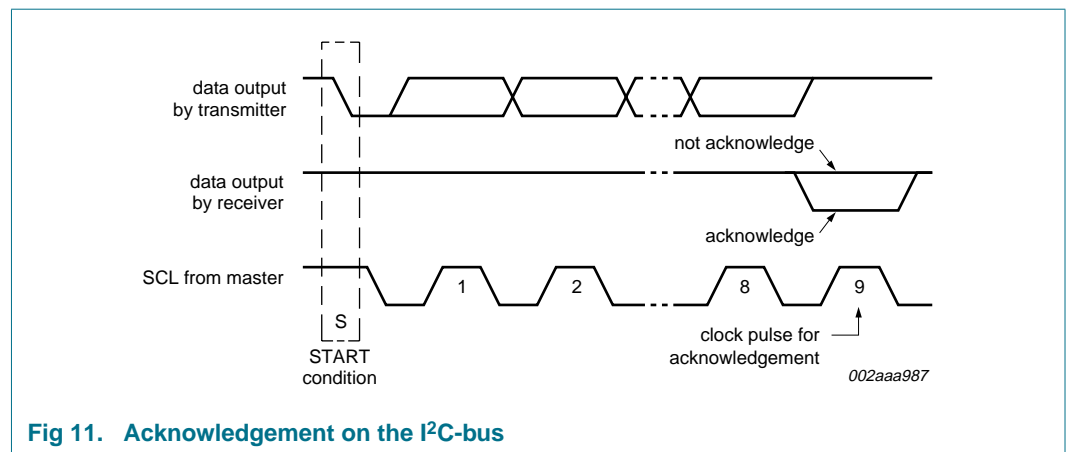 data output
by transmitter
not acknowledge
data output
by receiver
acknowledge
SCL from master
1
2
8
9
S
START
condition
clock pulse for
acknowledgement
002aaa987
Fig 11. Acknowledgement on the I²C-bus